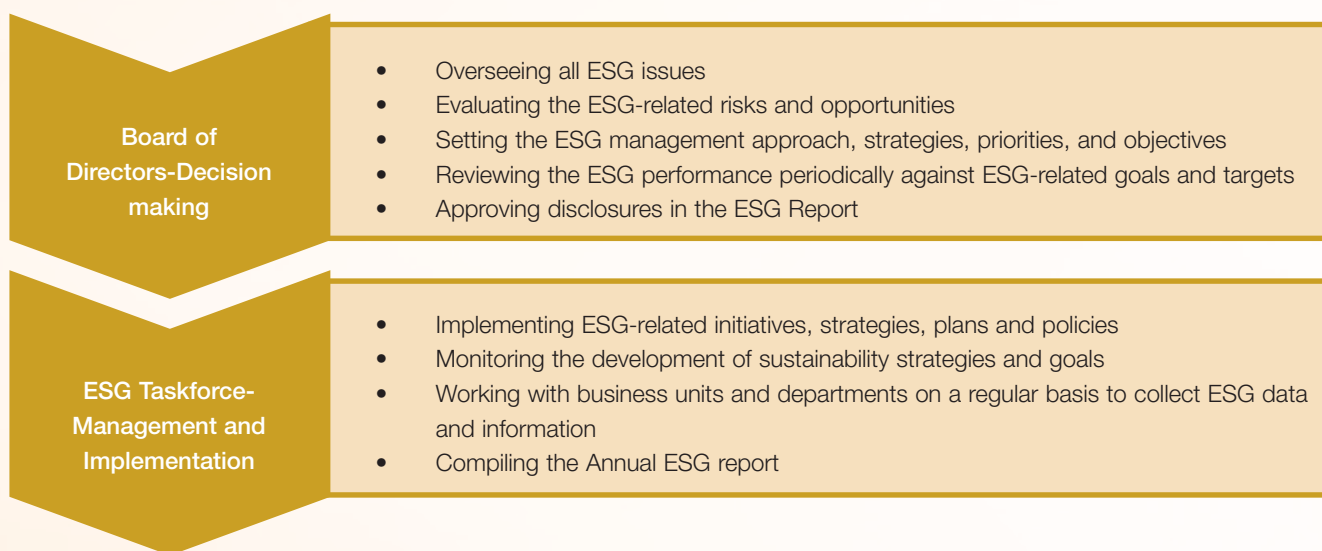 Board of
Directors-Decision
making
• Overseeing all ESG issues
• Evaluating the ESG-related risks and opportunities
• Setting the ESG management approach, strategies, priorities, and objectives
• Reviewing the ESG performance periodically against ESG-related goals and targets
• Approving disclosures in the ESG Report
ESG Taskforce-
Management and
Implementation
• Implementing ESG-related initiatives, strategies, plans and policies
• Monitoring the development of sustainability strategies and goals
• Working with business units and departments on a regular basis to collect ESG data
and information
• Compiling the Annual ESG report